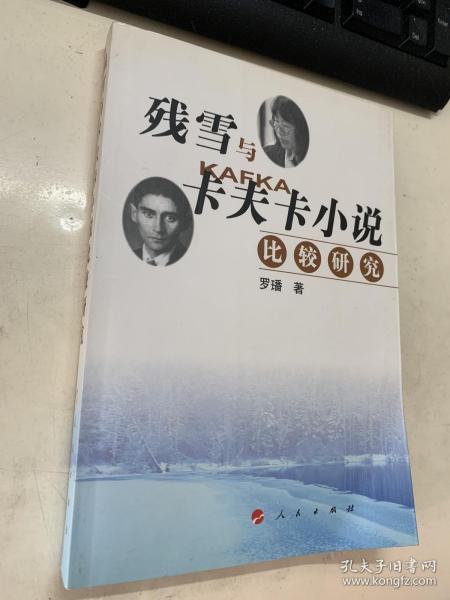 残雪与
KAFKA
卡夫卡小说
比较研究
罗璠 著
人民出版社
孔夫子旧书网
www.kongfz.com